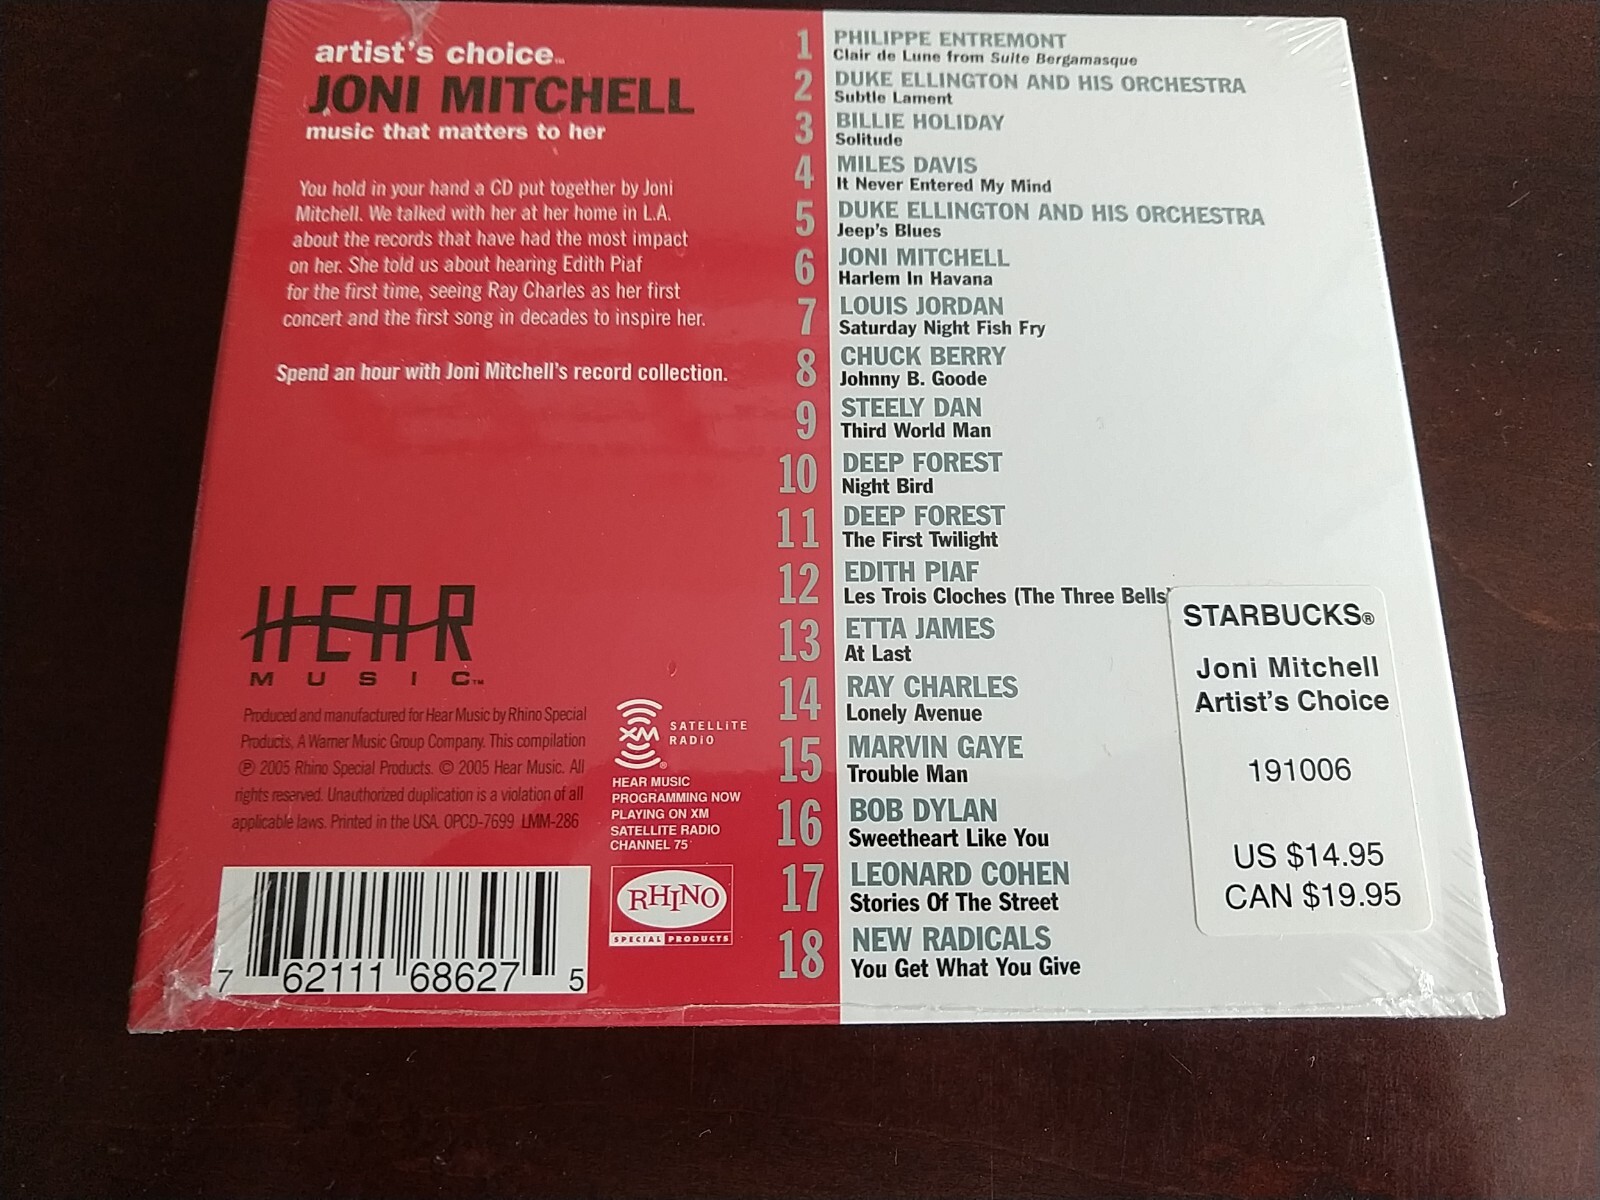 artist's choice™
JONI MITCHELL
music that matters to her
You hold in your hand a CD put together by Joni
Mitchell. We talked with her at her home in L.A.
about the records that have had the most impact
on her. She told us about hearing Edith Piaf
for the first time, seeing Ray Charles as her first
concert and the first song in decades to inspire her.
Spend an hour with Joni Mitchell's record collection.
HEAR
MUSIC™
Produced and manufactured for Hear Music by Rhino Special
Products, A Warner Music Group Company. This compilation
℗ 2005 Rhino Special Products. © 2005 Hear Music. All
rights reserved. Unauthorized duplication is a violation of all
applicable laws. Printed in the USA. OPCD-7699 LMM-286
XM SATELLITE
RADIO
HEAR MUSIC
PROGRAMMING NOW
PLAYING ON XM
SATELLITE RADIO
CHANNEL 75
RHINO
SPECIAL PRODUCTS
7 62111 68627 5
1 PHILIPPE ENTREMONT
Clair de Lune from Suite Bergamasque
2 DUKE ELLINGTON AND HIS ORCHESTRA
Subtle Lament
3 BILLIE HOLIDAY
Solitude
4 MILES DAVIS
It Never Entered My Mind
5 DUKE ELLINGTON AND HIS ORCHESTRA
Jeep's Blues
6 JONI MITCHELL
Harlem In Havana
7 LOUIS JORDAN
Saturday Night Fish Fry
8 CHUCK BERRY
Johnny B. Goode
9 STEELY DAN
Third World Man
10 DEEP FOREST
Night Bird
11 DEEP FOREST
The First Twilight
12 EDITH PIAF
Les Trois Cloches (The Three Bells)
13 ETTA JAMES
At Last
14 RAY CHARLES
Lonely Avenue
15 MARVIN GAYE
Trouble Man
16 BOB DYLAN
Sweetheart Like You
17 LEONARD COHEN
Stories Of The Street
18 NEW RADICALS
You Get What You Give
STARBUCKS®
Joni Mitchell
Artist's Choice
191006
US $14.95
CAN $19.95